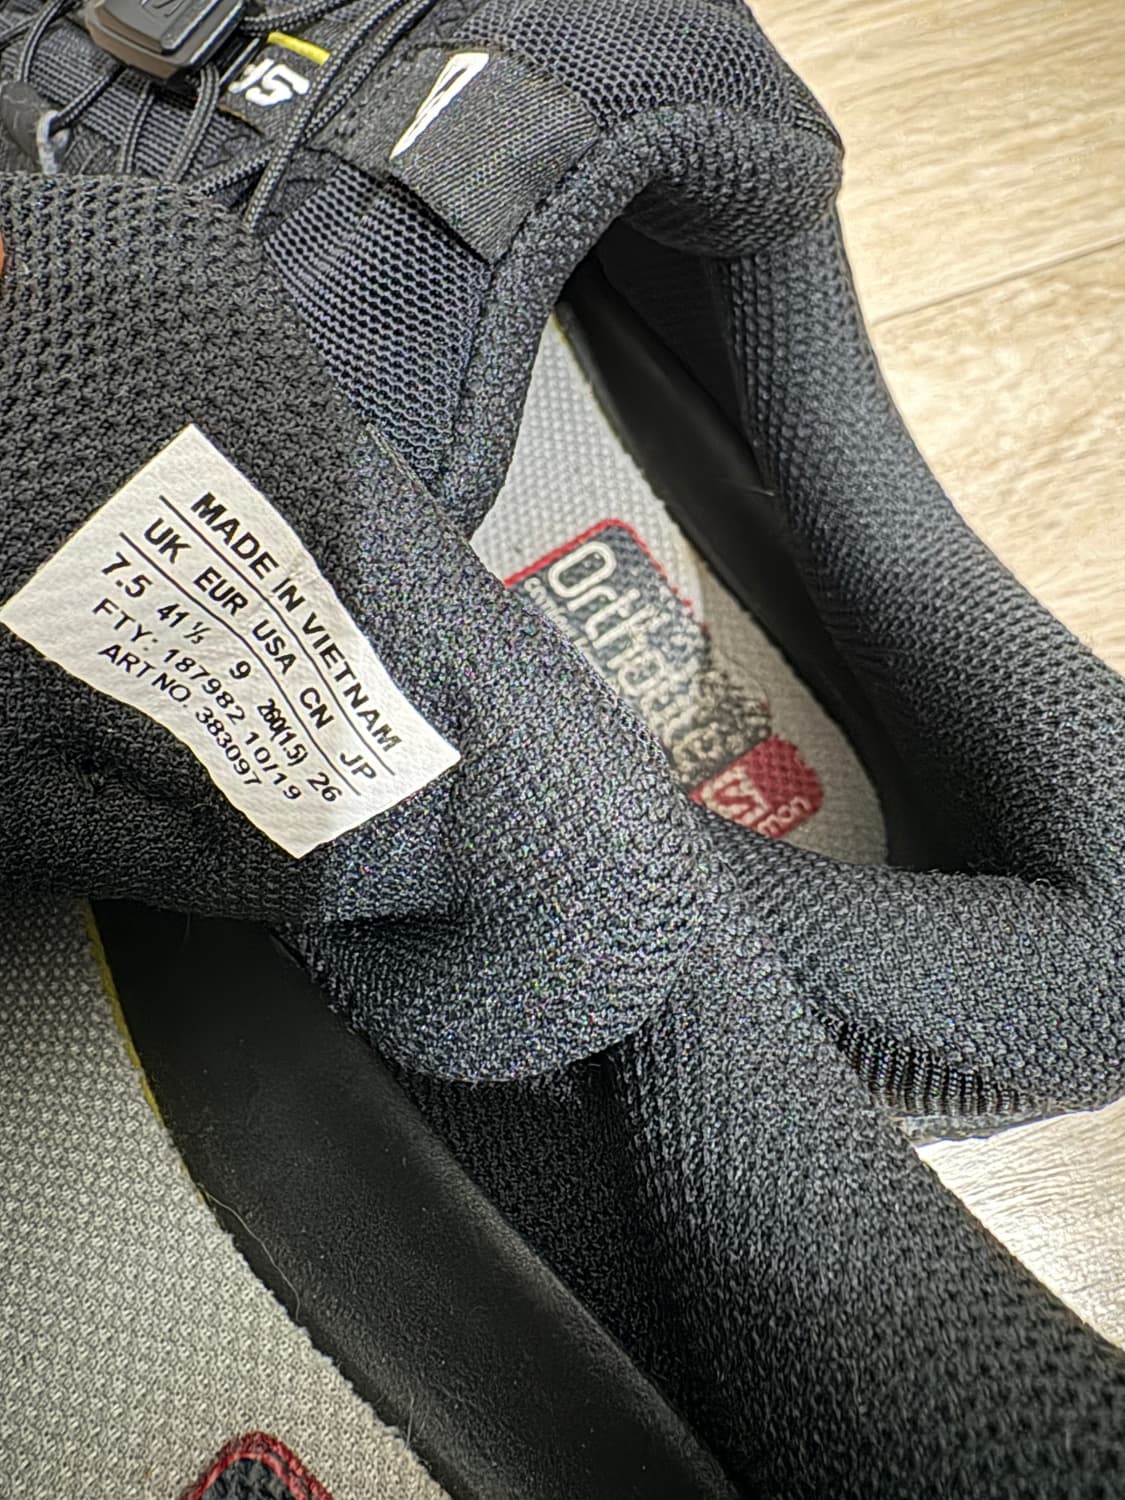 MADE IN VIETNAM
UK EUR USA CN JP
7.5 41⅓ 9 260(1.5) 26
FTY: 187982 10/19
ART NO. 383097
Ortho